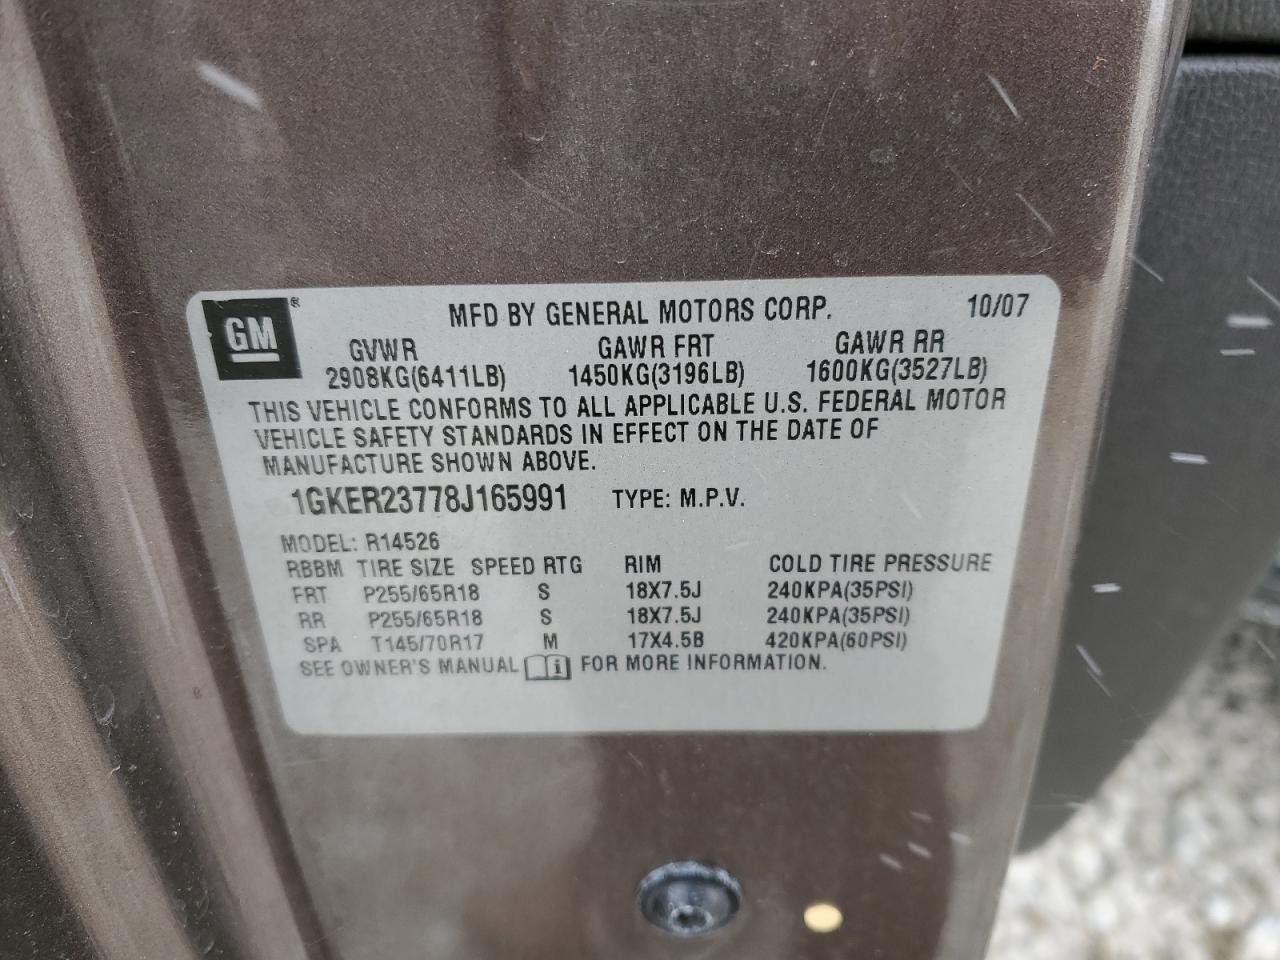 GM®
MFD BY GENERAL MOTORS CORP. 10/07
GVWR GAWR FRT GAWR RR
2908KG(6411LB) 1450KG(3196LB) 1600KG(3527LB)
THIS VEHICLE CONFORMS TO ALL APPLICABLE U.S. FEDERAL MOTOR
VEHICLE SAFETY STANDARDS IN EFFECT ON THE DATE OF
MANUFACTURE SHOWN ABOVE.
1GKER23778J165991 TYPE: M.P.V.
MODEL: R14526
RBBM TIRE SIZE SPEED RTG RIM COLD TIRE PRESSURE
FRT P255/65R18 S 18X7.5J 240KPA(35PSI)
RR P255/65R18 S 18X7.5J 240KPA(35PSI)
SPA T145/70R17 M 17X4.5B 420KPA(60PSI)
SEE OWNER'S MANUAL i FOR MORE INFORMATION.